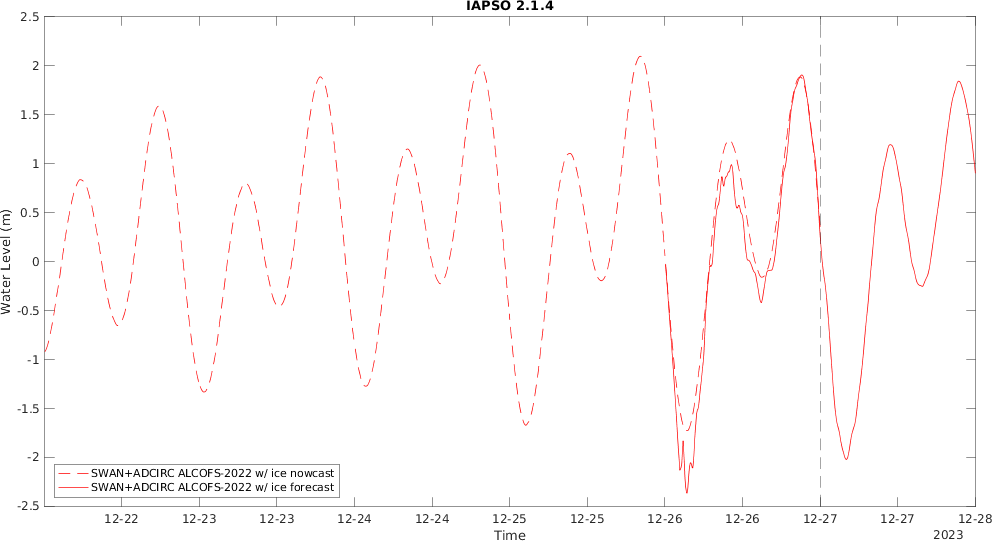 IAPSO 2.1.4
2.5
2
1.5
1
0.5
0
-0.5
-1
-1.5
-2
-2.5
Water Level (m)
SWAN+ADCIRC ALCOFS-2022 w/ ice nowcast
SWAN+ADCIRC ALCOFS-2022 w/ ice forecast
12-22 12-23 12-23 12-24 12-24 12-25 12-25 12-26 12-26 12-27 12-27 12-28
Time
2023